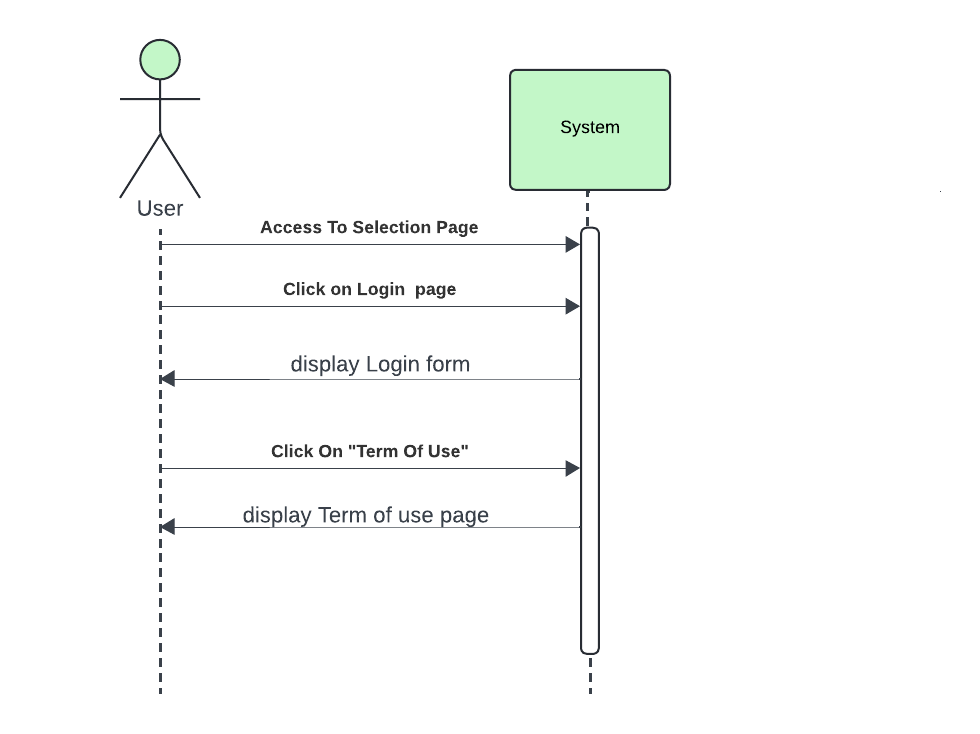 System
User
Access To Selection Page
Click on Login  page
display Login form
Click On "Term Of Use"
display Term of use page